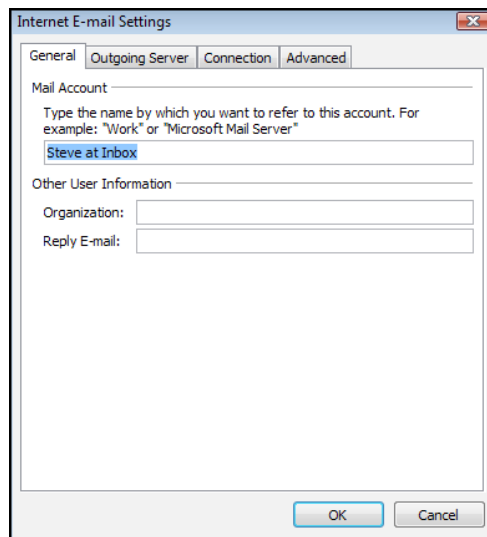 Internet E-mail Settings
General Outgoing Server Connection Advanced
Mail Account
Type the name by which you want to refer to this account. For
example: "Work" or "Microsoft Mail Server"
Steve at Inbox
Other User Information
Organization:
Reply E-mail:
OK Cancel